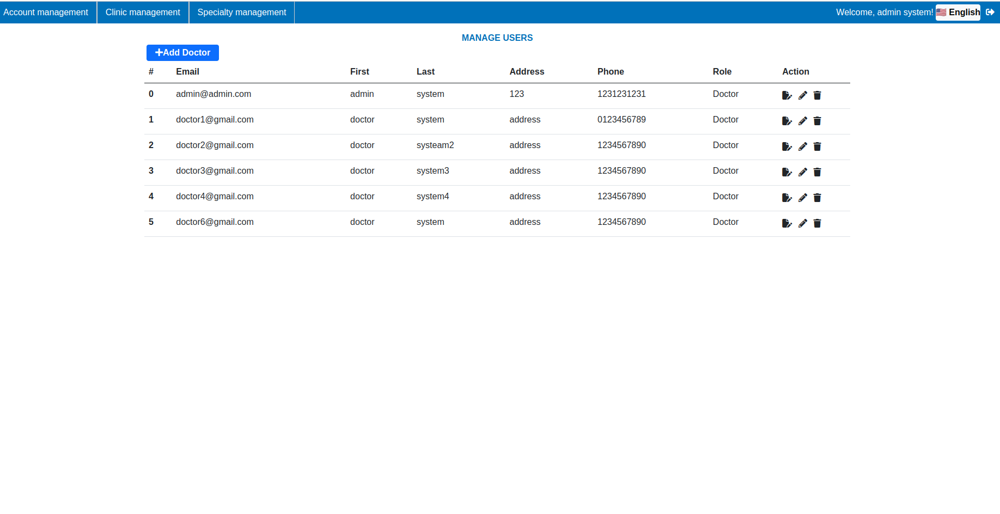 Account management Clinic management Specialty management Welcome, admin system! English
MANAGE USERS
Add Doctor
# Email First Last Address Phone Role Action
0 admin@admin.com admin system 123 1231231231 Doctor
1 doctor1@gmail.com doctor system address 0123456789 Doctor
2 doctor2@gmail.com doctor systeam2 address 1234567890 Doctor
3 doctor3@gmail.com doctor system3 address 1234567890 Doctor
4 doctor4@gmail.com doctor system4 address 1234567890 Doctor
5 doctor6@gmail.com doctor system address 1234567890 Doctor